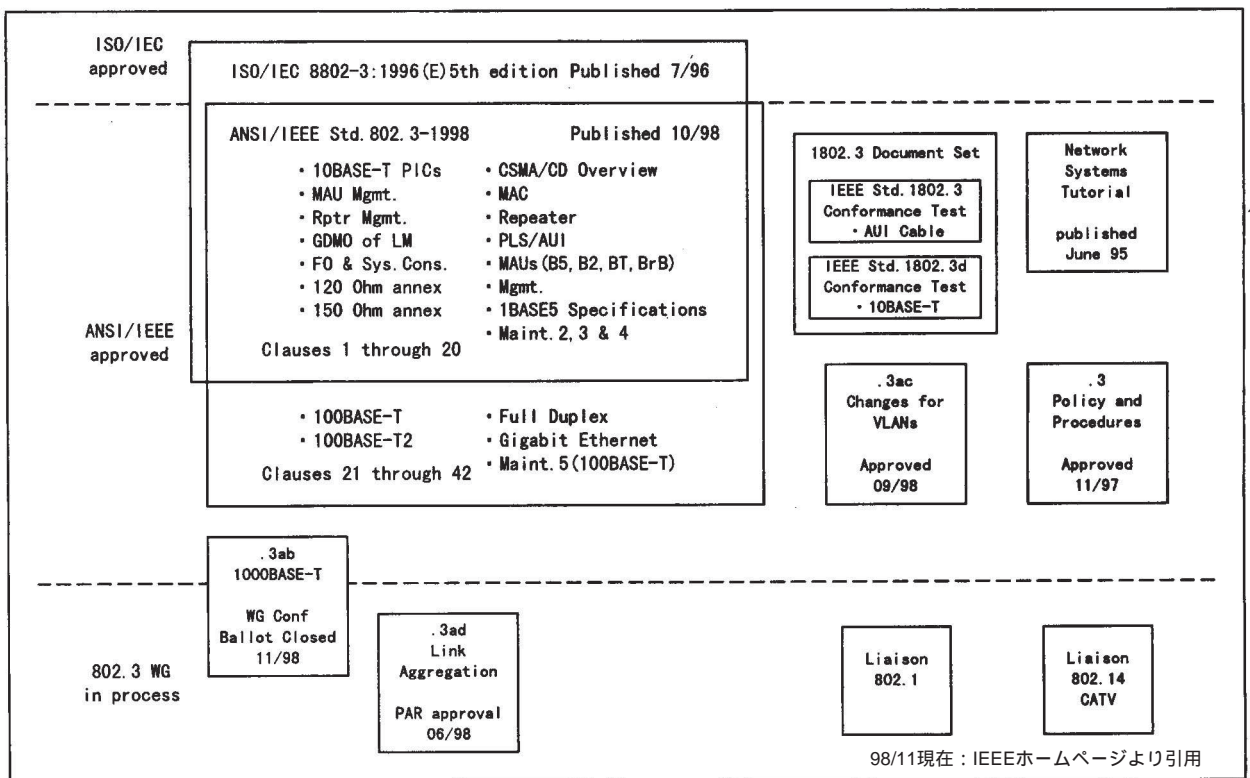 ISO/IEC
approved
ISO/IEC 8802-3:1996(E)5th edition Published 7/96
ANSI/IEEE Std.802.3-1998 Published 10/98
・10BASE-T PICs
・MAU Mgmt.
・Rptr Mgmt.
・GDMO of LM
・FO & Sys.Cons.
・120 Ohm annex
・150 Ohm annex
Clauses 1 through 20
・CSMA/CD Overview
・MAC
・Repeater
・PLS/AUI
・MAUs(B5,B2,BT,BrB)
・Mgmt.
・1BASE5 Specifications
・Maint.2,3 & 4
ANSI/IEEE
approved
・100BASE-T
・100BASE-T2
Clauses 21 through 42
・Full Duplex
・Gigabit Ethernet
・Maint.5(100BASE-T)
1802.3 Document Set
IEEE Std.1802.3
Conformance Test
・AUI Cable
IEEE Std.1802.3d
Conformance Test
・10BASE-T
Network
Systems
Tutorial
published
June 95
.3ac
Changes for
VLANs
Approved
09/98
.3
Policy and
Procedures
Approved
11/97
802.3 WG
in process
.3ab
1000BASE-T
WG Conf
Ballot Closed
11/98
.3ad
Link
Aggregation
PAR approval
06/98
Liaison
802.1
Liaison
802.14
CATV
98/11現在：IEEEホームページより引用